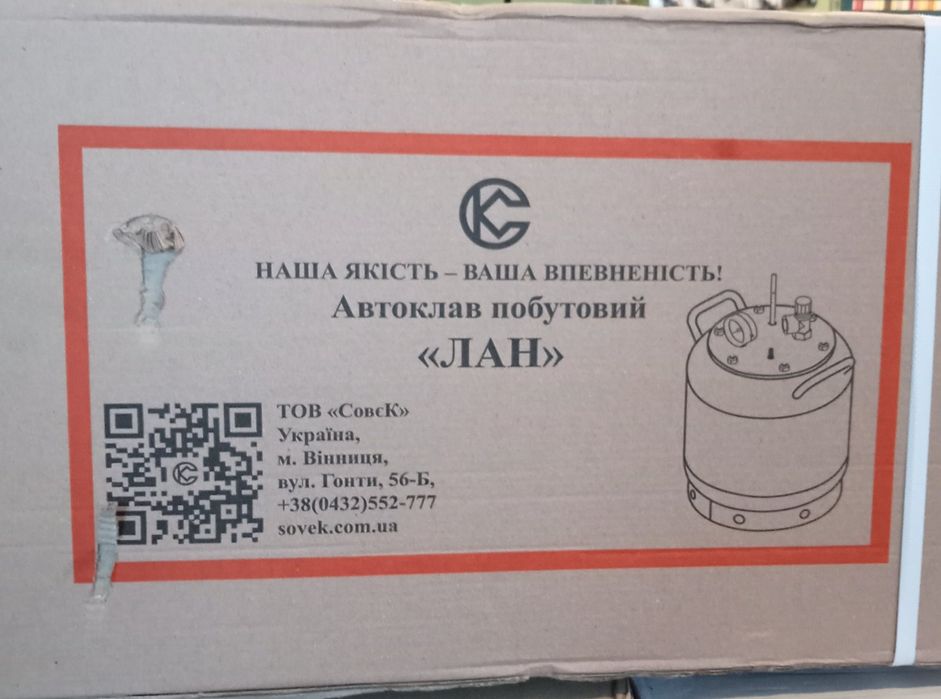 НАША ЯКІСТЬ – ВАША ВПЕВНЕНІСТЬ!
Автоклав побутовий
«ЛАН»
ТОВ «СовєК»
Україна,
м. Вінниця,
вул. Гонти, 56-Б,
+38(0432)552-777
sovek.com.ua